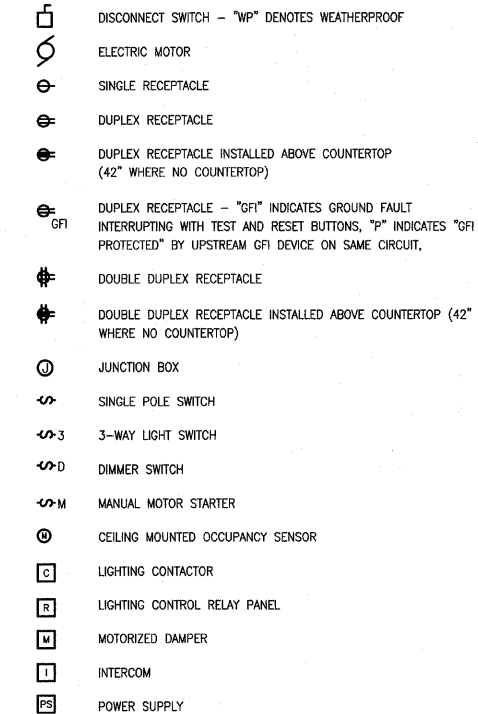 DISCONNECT SWITCH – "WP" DENOTES WEATHERPROOF
ELECTRIC MOTOR
SINGLE RECEPTACLE
DUPLEX RECEPTACLE
DUPLEX RECEPTACLE INSTALLED ABOVE COUNTERTOP
(42" WHERE NO COUNTERTOP)
DUPLEX RECEPTACLE – "GFI" INDICATES GROUND FAULT
GFI INTERRUPTING WITH TEST AND RESET BUTTONS, "P" INDICATES "GFI
PROTECTED" BY UPSTREAM GFI DEVICE ON SAME CIRCUIT,
DOUBLE DUPLEX RECEPTACLE
DOUBLE DUPLEX RECEPTACLE INSTALLED ABOVE COUNTERTOP (42"
WHERE NO COUNTERTOP)
J JUNCTION BOX
SINGLE POLE SWITCH
3 3-WAY LIGHT SWITCH
D DIMMER SWITCH
M MANUAL MOTOR STARTER
M CEILING MOUNTED OCCUPANCY SENSOR
C LIGHTING CONTACTOR
R LIGHTING CONTROL RELAY PANEL
M MOTORIZED DAMPER
I INTERCOM
PS POWER SUPPLY